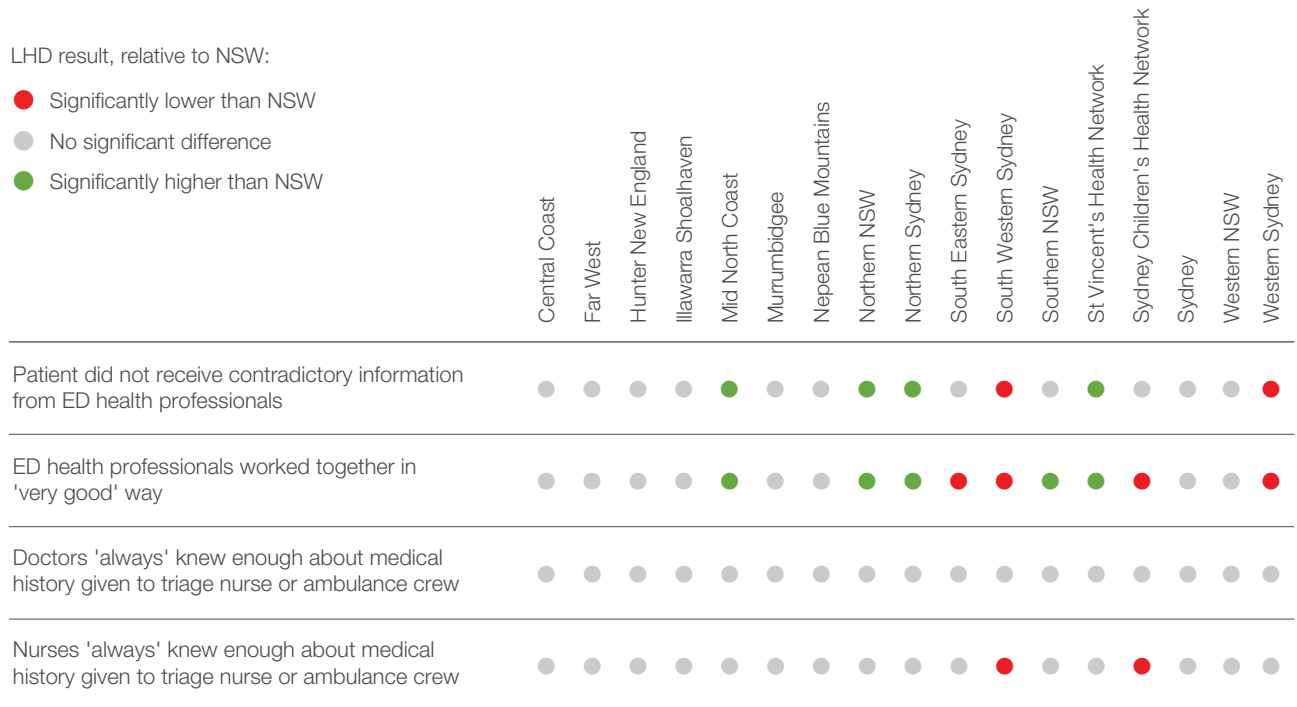 LHD result, relative to NSW:
Significantly lower than NSW
No significant difference
Significantly higher than NSW
Central Coast
Far West
Hunter New England
Illawarra Shoalhaven
Mid North Coast
Murrumbidgee
Nepean Blue Mountains
Northern NSW
Northern Sydney
South Eastern Sydney
South Western Sydney
Southern NSW
St Vincent's Health Network
Sydney Children's Health Network
Sydney
Western NSW
Western Sydney
Patient did not receive contradictory information
from ED health professionals
ED health professionals worked together in
'very good' way
Doctors 'always' knew enough about medical
history given to triage nurse or ambulance crew
Nurses 'always' knew enough about medical
history given to triage nurse or ambulance crew